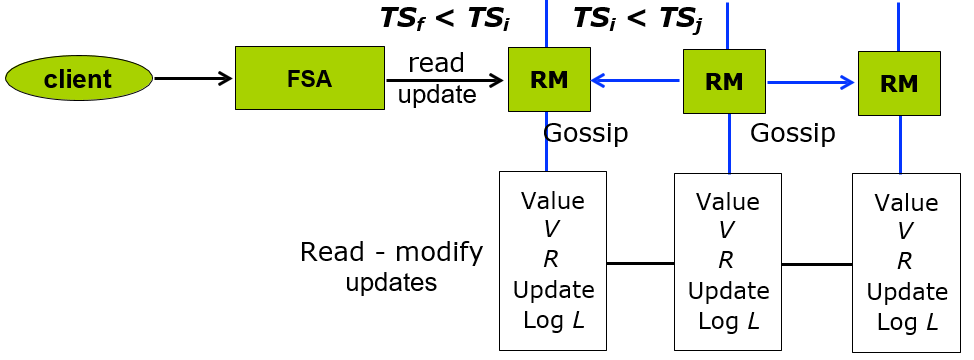 TSf < TSi
TSi < TSj
client
FSA
read
update
RM
RM
RM
Gossip
Gossip
Read - modify
updates
Value
V
R
Update
Log L
Value
V
R
Update
Log L
Value
V
R
Update
Log L